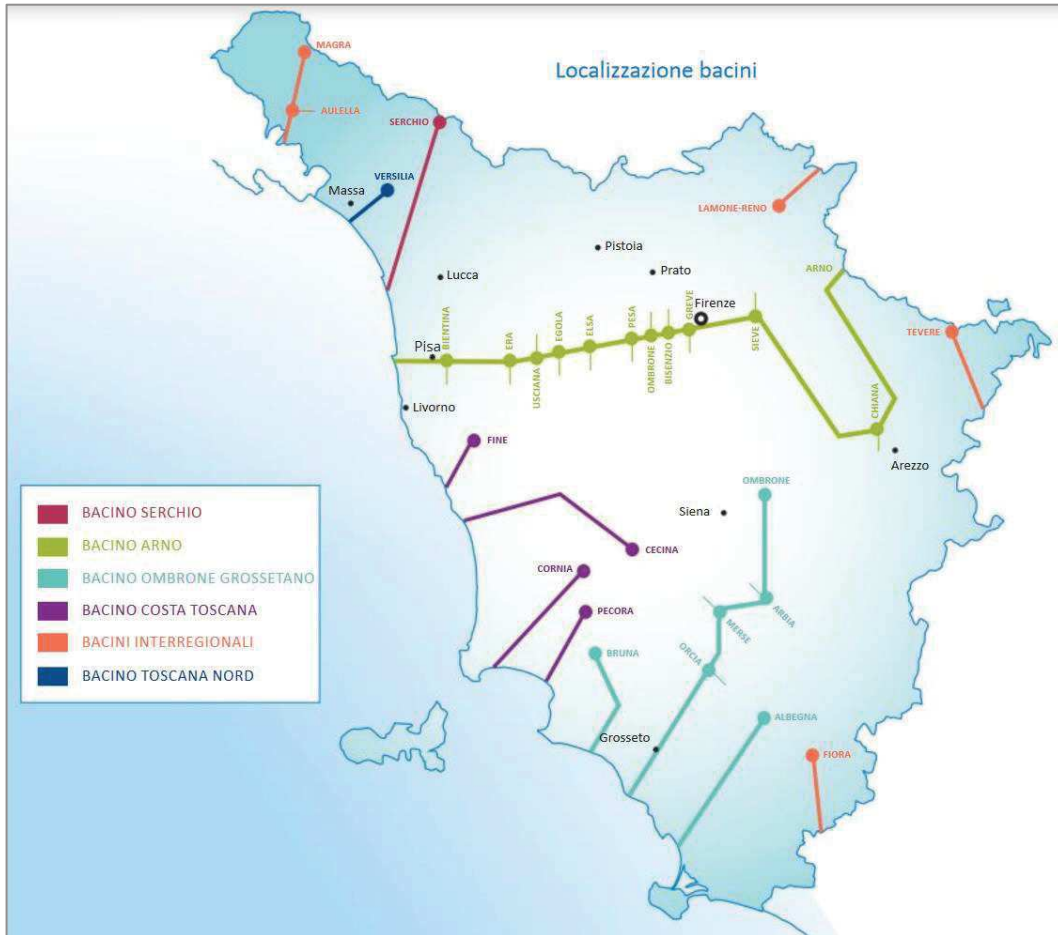 MAGRA
Localizzazione bacini
AULELLA
SERCHIO
VERSILIA
Massa
LAMONE-RENO
Pistoia
Lucca
Prato
ARNO
Firenze
GREVE
TEVERE
Pisa
BIENTINA
ERA
USCIANA
EGOLA
ELSA
PESA
OMBRONE
BISENZIO
SIEVE
Livorno
CHIANA
FINE
Arezzo
OMBRONE
Siena
BACINO SERCHIO
BACINO ARNO
BACINO OMBRONE GROSSETANO
BACINO COSTA TOSCANA
BACINI INTERREGIONALI
BACINO TOSCANA NORD
CECINA
CORNIA
PECORA
ARBIA
MERSE
BRUNA
ORCIA
ALBEGNA
Grosseto
FIORA